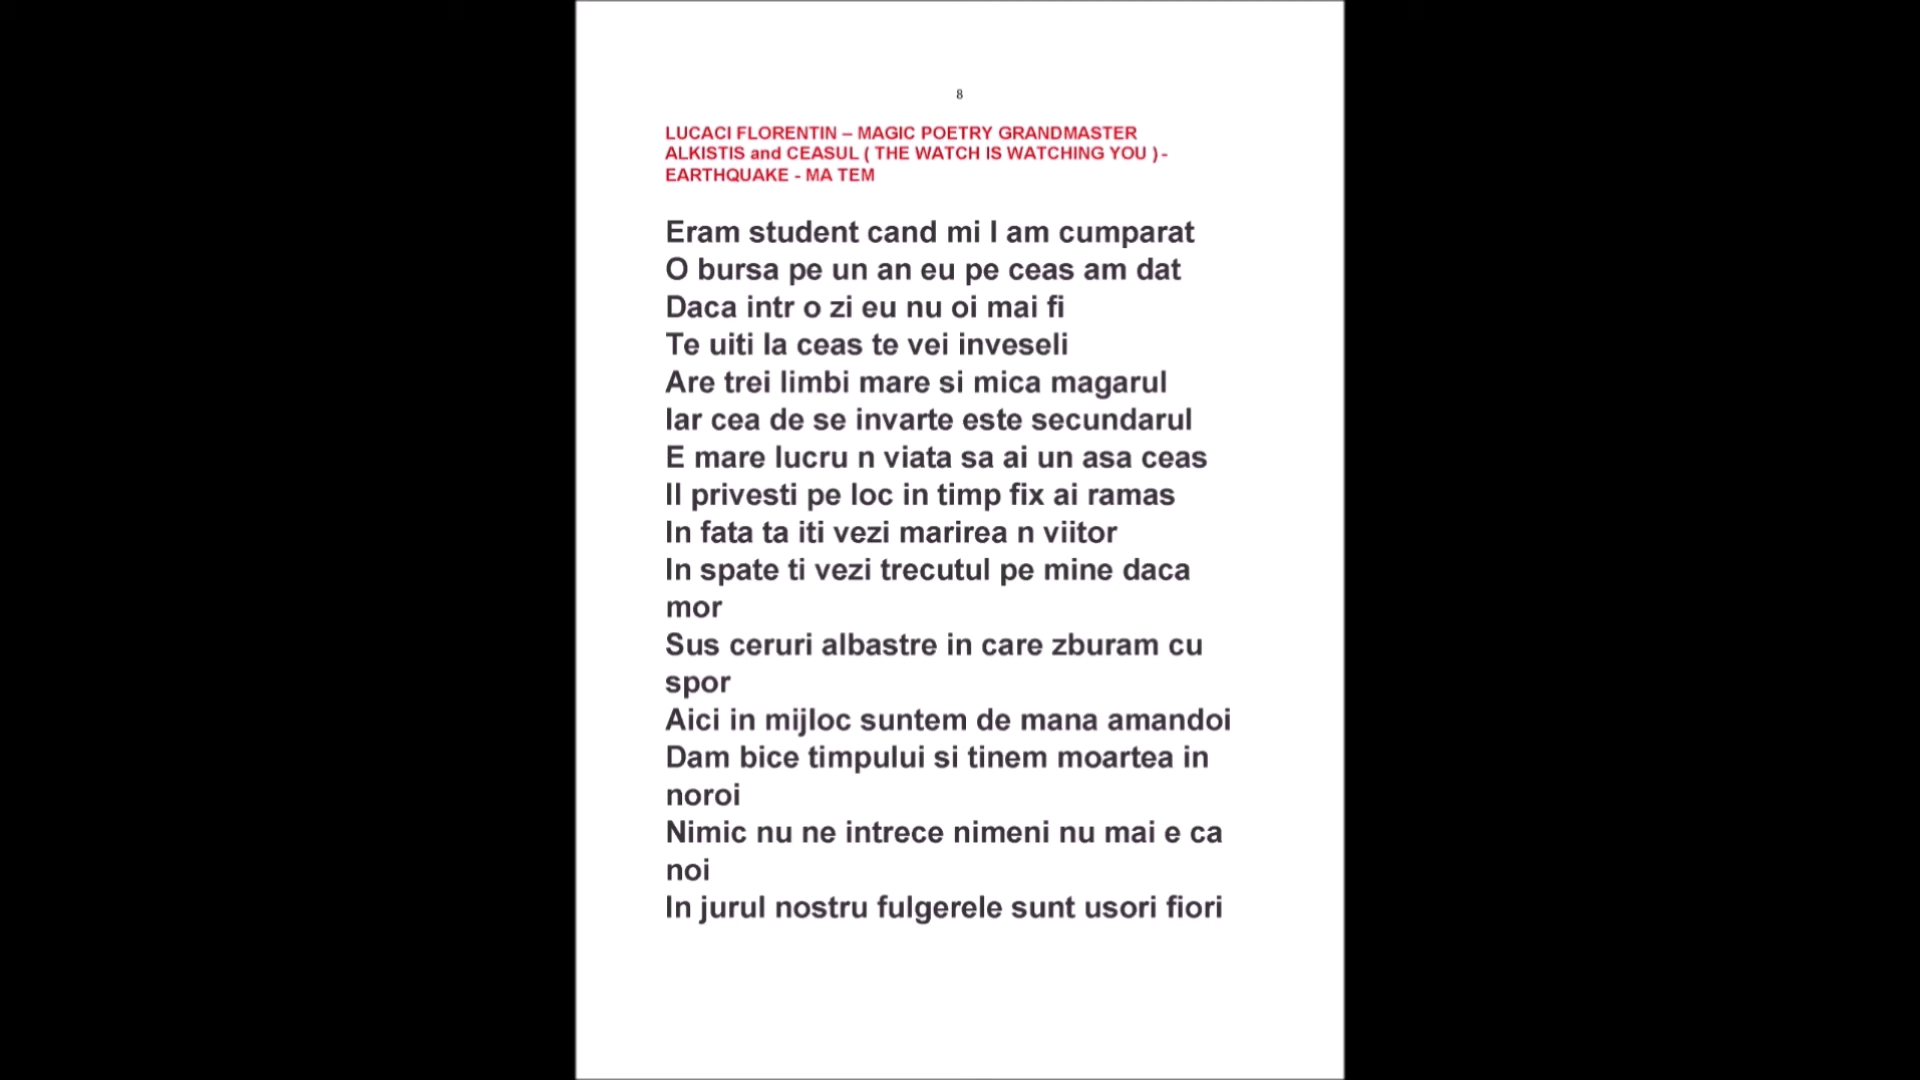 8
LUCACI FLORENTIN – MAGIC POETRY GRANDMASTER
ALKISTIS and CEASUL ( THE WATCH IS WATCHING YOU ) -
EARTHQUAKE - MA TEM
Eram student cand mi l am cumparat
O bursa pe un an eu pe ceas am dat
Daca intr o zi eu nu oi mai fi
Te uiti la ceas te vei inveseli
Are trei limbi mare si mica magarul
Iar cea de se invarte este secundarul
E mare lucru n viata sa ai un asa ceas
Il privesti pe loc in timp fix ai ramas
In fata ta iti vezi marirea n viitor
In spate ti vezi trecutul pe mine daca
mor
Sus ceruri albastre in care zburam cu
spor
Aici in mijloc suntem de mana amandoi
Dam bice timpului si tinem moartea in
noroi
Nimic nu ne intrece nimeni nu mai e ca
noi
In jurul nostru fulgerele sunt usori fiori